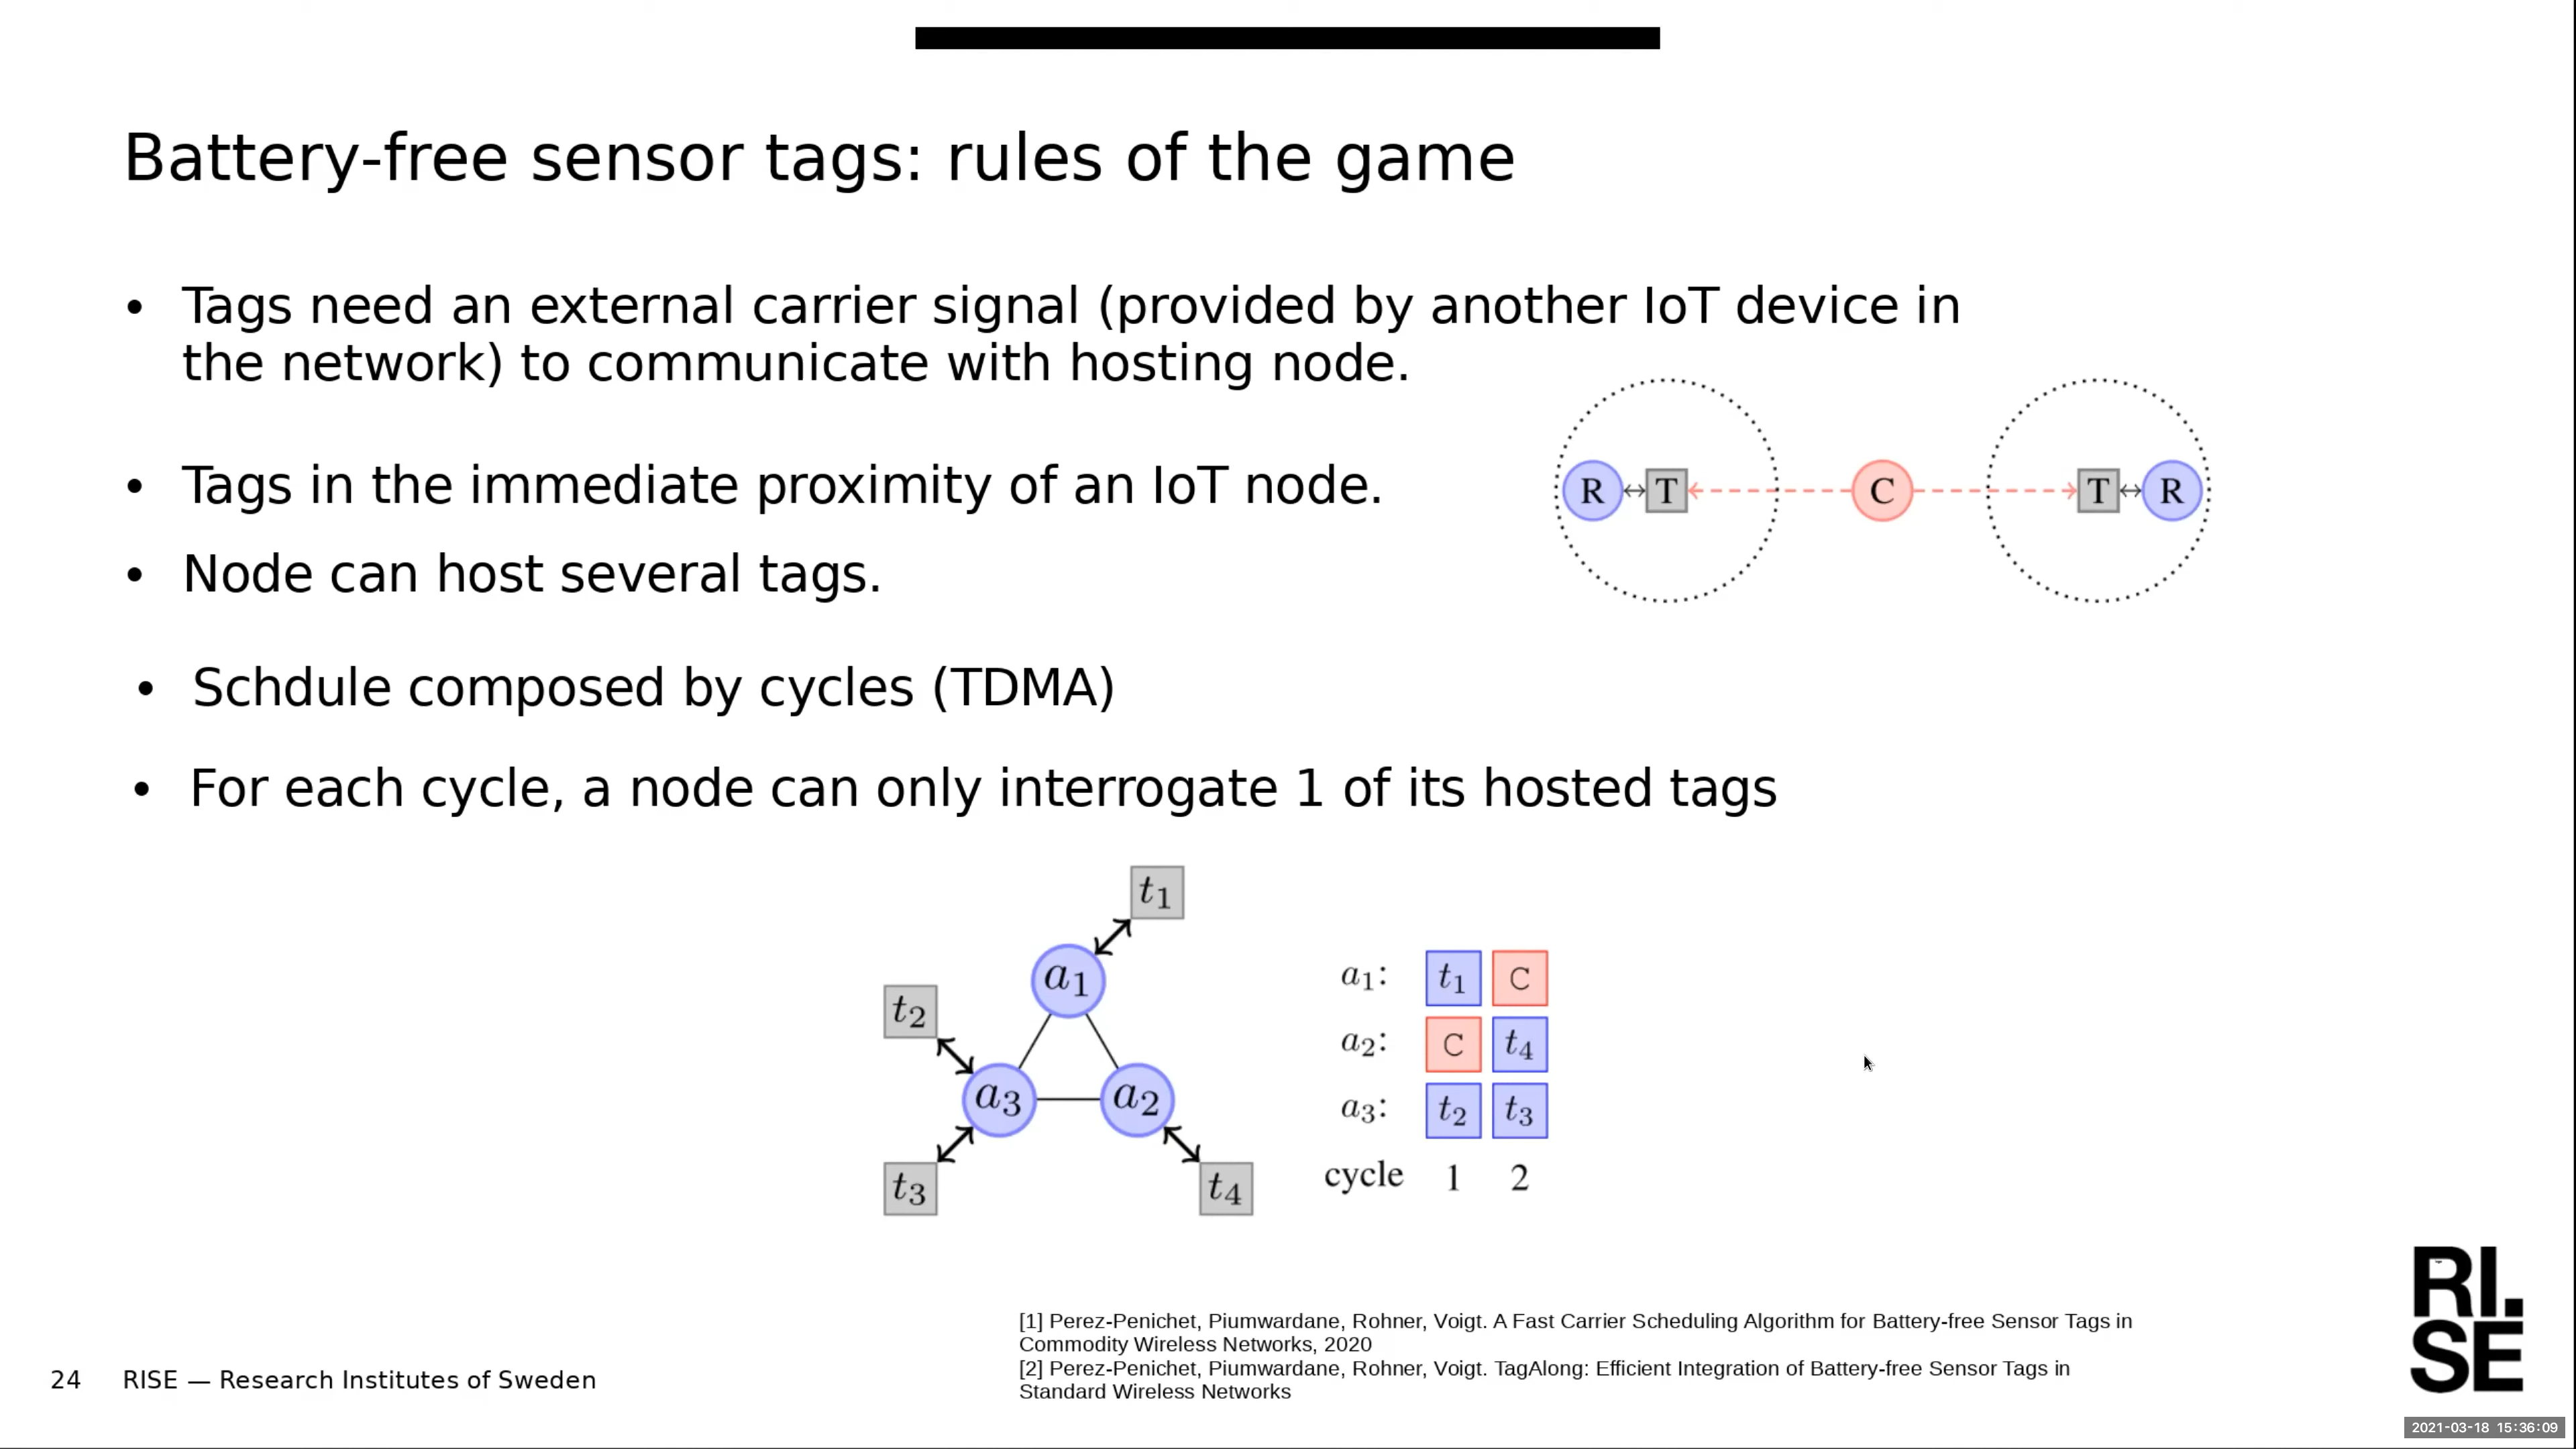 Battery-free sensor tags: rules of the game
• Tags need an external carrier signal (provided by another IoT device in
the network) to communicate with hosting node.
• Tags in the immediate proximity of an IoT node.
• Node can host several tags.
R T C T R
• Schdule composed by cycles (TDMA)
• For each cycle, a node can only interrogate 1 of its hosted tags
t1
a1
t2
a3 a2
t3 t4
a1: t1 C
a2: C t4
a3: t2 t3
cycle 1 2
[1] Perez-Penichet, Piumwardane, Rohner, Voigt. A Fast Carrier Scheduling Algorithm for Battery-free Sensor Tags in
Commodity Wireless Networks, 2020
[2] Perez-Penichet, Piumwardane, Rohner, Voigt. TagAlong: Efficient Integration of Battery-free Sensor Tags in
Standard Wireless Networks
24 RISE — Research Institutes of Sweden
RI.
SE
2021-03-18 15:36:09